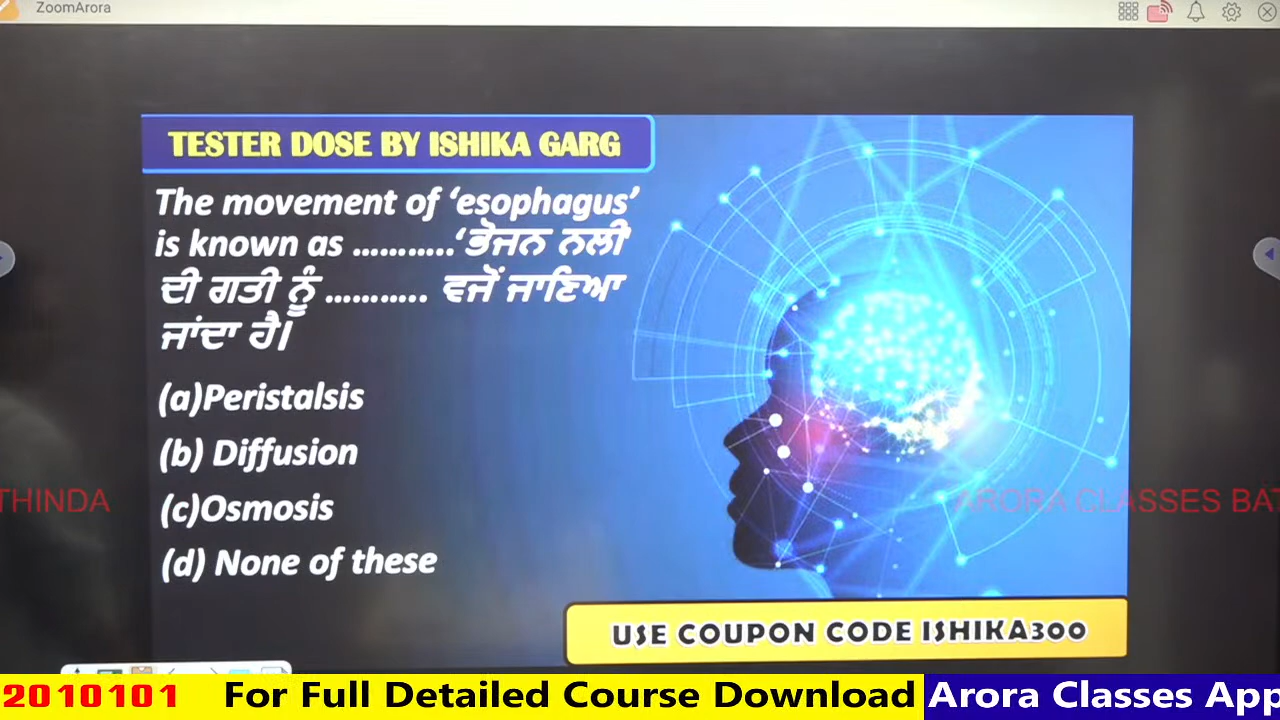 ZoomArora
TESTER DOSE BY ISHIKA GARG
The movement of ‘esophagus’
is known as ...........‘ਭੋਜਨ ਨਲੀ
ਦੀ ਗਤੀ ਨੂੰ ........... ਵਜੋਂ ਜਾਣਿਆ
ਜਾਂਦਾ ਹੈ।
(a)Peristalsis
(b) Diffusion
(c)Osmosis
(d) None of these
THINDA
ARORA CLASSES BAT
USE COUPON CODE ISHIKA300
2010101 For Full Detailed Course Download Arora Classes App